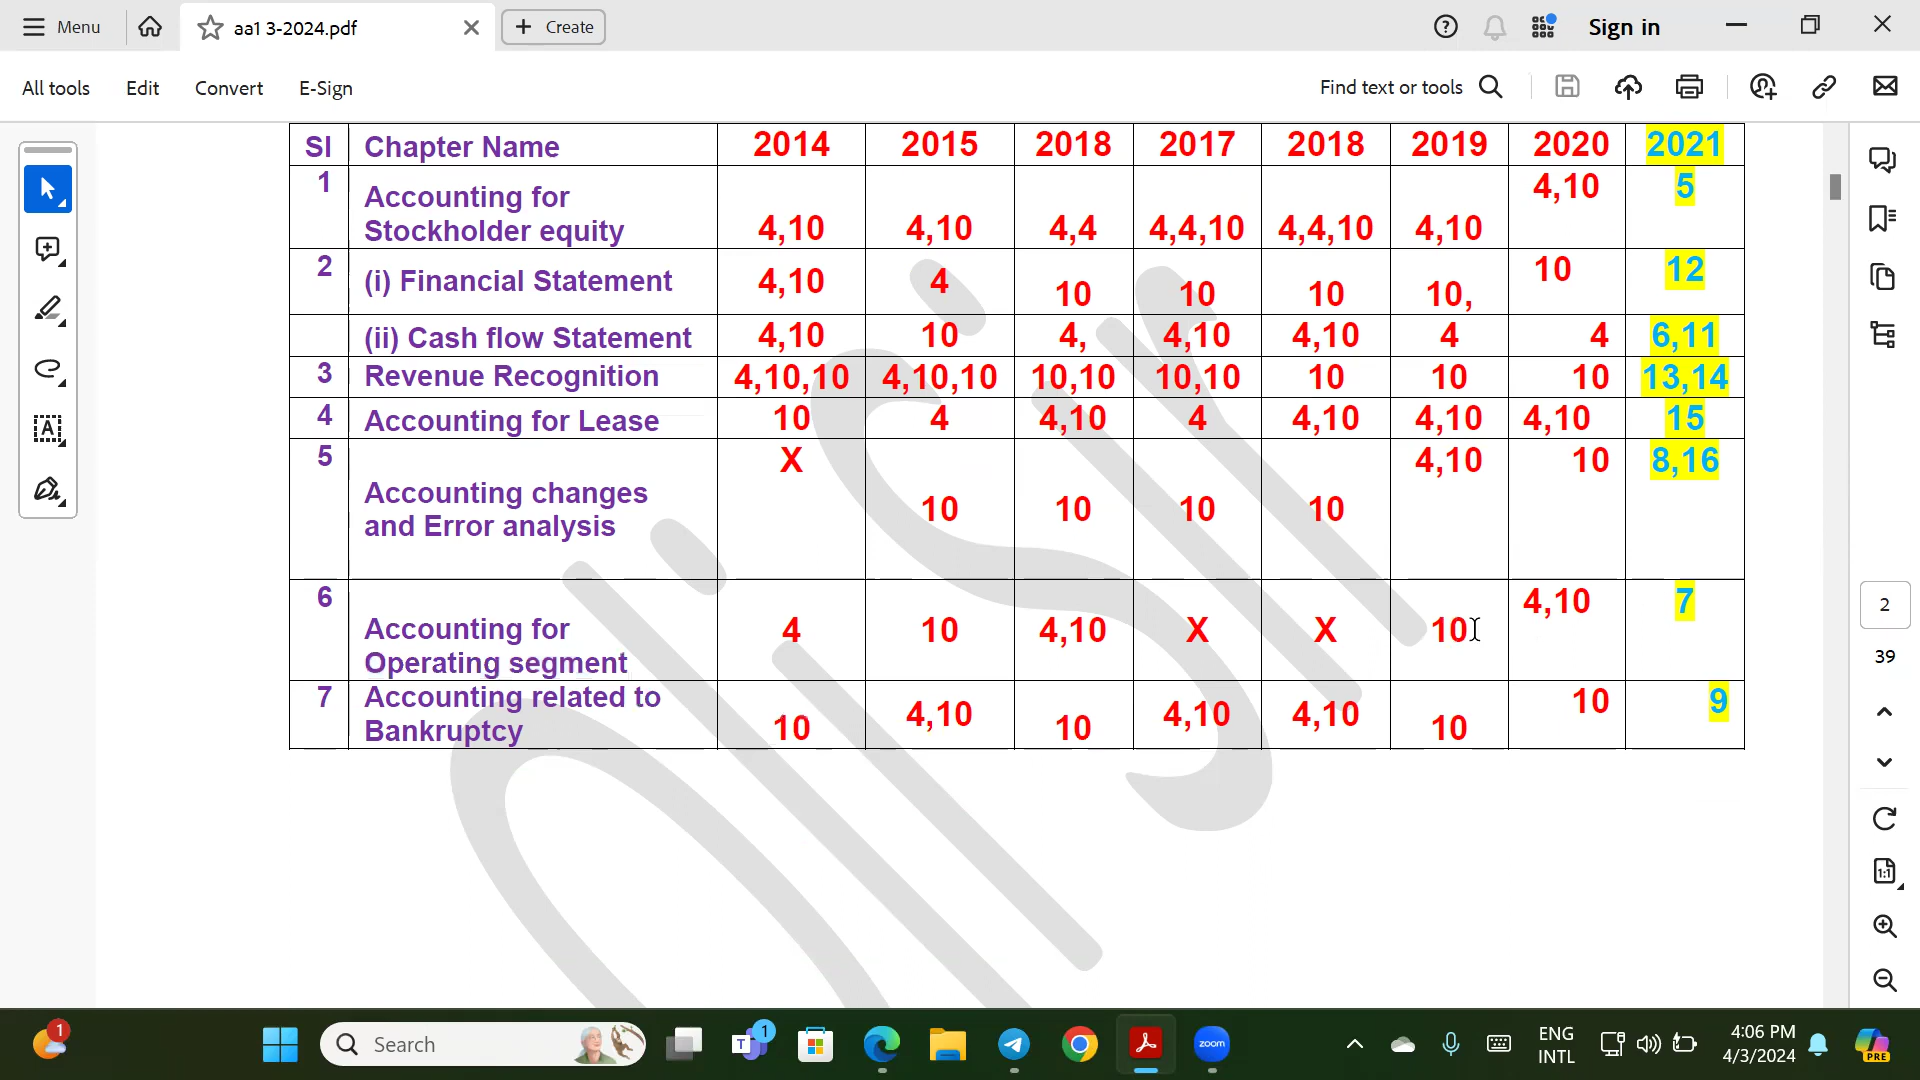 Menu
aa1 3-2024.pdf
+ Create
Sign in
All tools Edit Convert E-Sign
Find text or tools
Sl Chapter Name 2014 2015 2018 2017 2018 2019 2020 2021
1 Accounting for Stockholder equity 4,10 4,10 4,4 4,4,10 4,4,10 4,10 4,10 5
2 (i) Financial Statement 4,10 4 10 10 10 10, 10 12
(ii) Cash flow Statement 4,10 10 4, 4,10 4,10 4 4 6,11
3 Revenue Recognition 4,10,10 4,10,10 10,10 10,10 10 10 10 13,14
4 Accounting for Lease 10 4 4,10 4 4,10 4,10 4,10 15
5 Accounting changes and Error analysis X 10 10 10 10 4,10 10 8,16
6 Accounting for Operating segment 4 10 4,10 X X 10 4,10 7
7 Accounting related to Bankruptcy 10 4,10 10 4,10 4,10 10 10 9
2
39
1:1
1
Search
1
zoom
ENG
INTL
4:06 PM
4/3/2024
PRE